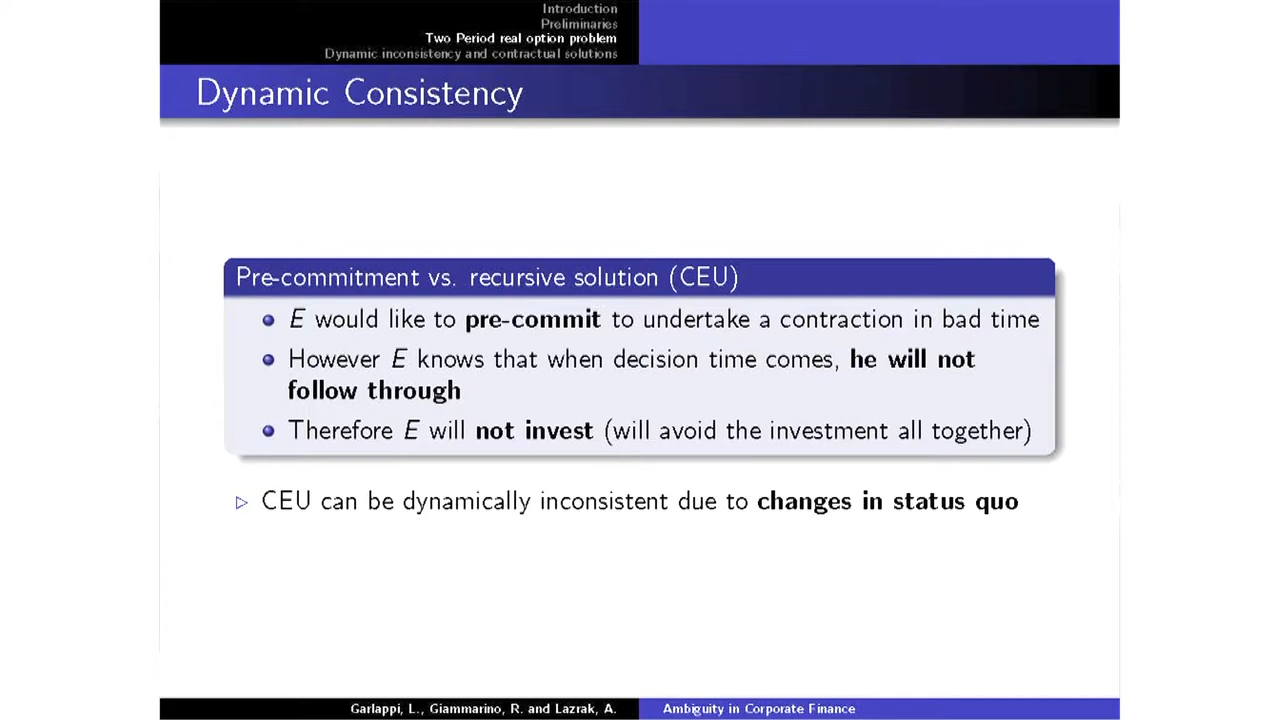 Introduction
Preliminaries
Two Period real option problem
Dynamic inconsistency and contractual solutions
Dynamic Consistency
Pre-commitment vs. recursive solution (CEU)
E would like to pre-commit to undertake a contraction in bad time
However E knows that when decision time comes, he will not
follow through
Therefore E will not invest (will avoid the investment all together)
CEU can be dynamically inconsistent due to changes in status quo
Garlappi, L., Giammarino, R. and Lazrak, A.
Ambiguity in Corporate Finance